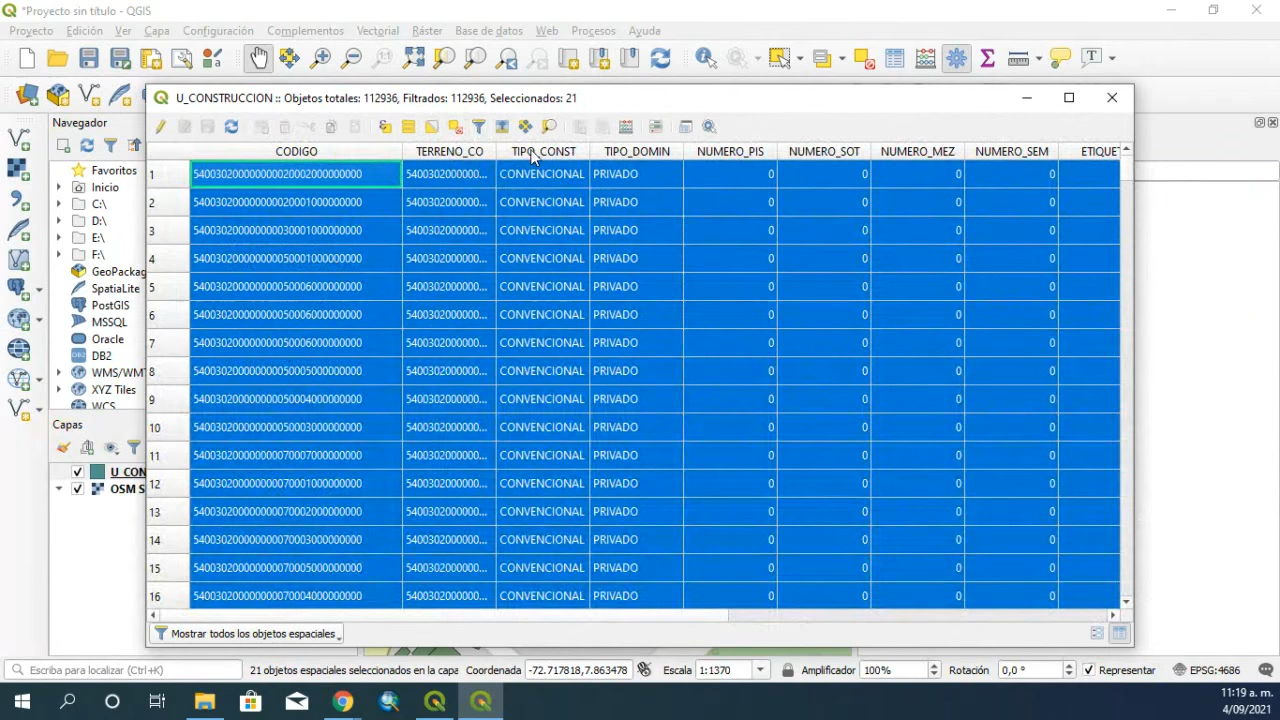 *Proyecto sin título - QGIS
Proyecto Edición Ver Capa Configuración Complementos Vectorial Ráster Base de datos Web Procesos Ayuda
U_CONSTRUCCION :: Objetos totales: 112936, Filtrados: 112936, Seleccionados: 21
Navegador
Favoritos
Inicio
C:\
D:\
E:\
F:\
GeoPackag
SpatiaLite
PostGIS
MSSQL
Oracle
DB2
WMS/WMT
XYZ Tiles
WCS
Capas
U_CON
OSM S
CODIGO TERRENO_CO TIPO_CONST TIPO_DOMIN NUMERO_PIS NUMERO_SOT NUMERO_MEZ NUMERO_SEM ETIQUET
1 540030200000000020002000000000 5400302000000... CONVENCIONAL PRIVADO 0 0 0 0
2 540030200000000020001000000000 5400302000000... CONVENCIONAL PRIVADO 0 0 0 0
3 540030200000000030001000000000 5400302000000... CONVENCIONAL PRIVADO 0 0 0 0
4 540030200000000050001000000000 5400302000000... CONVENCIONAL PRIVADO 0 0 0 0
5 540030200000000050006000000000 5400302000000... CONVENCIONAL PRIVADO 0 0 0 0
6 540030200000000050006000000000 5400302000000... CONVENCIONAL PRIVADO 0 0 0 0
7 540030200000000050006000000000 5400302000000... CONVENCIONAL PRIVADO 0 0 0 0
8 540030200000000050005000000000 5400302000000... CONVENCIONAL PRIVADO 0 0 0 0
9 540030200000000050004000000000 5400302000000... CONVENCIONAL PRIVADO 0 0 0 0
10 540030200000000050003000000000 5400302000000... CONVENCIONAL PRIVADO 0 0 0 0
11 540030200000000070007000000000 5400302000000... CONVENCIONAL PRIVADO 0 0 0 0
12 540030200000000070001000000000 5400302000000... CONVENCIONAL PRIVADO 0 0 0 0
13 540030200000000070002000000000 5400302000000... CONVENCIONAL PRIVADO 0 0 0 0
14 540030200000000070003000000000 5400302000000... CONVENCIONAL PRIVADO 0 0 0 0
15 540030200000000070005000000000 5400302000000... CONVENCIONAL PRIVADO 0 0 0 0
16 540030200000000070004000000000 5400302000000... CONVENCIONAL PRIVADO 0 0 0 0
Mostrar todos los objetos espaciales
Escriba para localizar (Ctrl+K) 21 objetos espaciales seleccionados en la capa Coordenada -72.717818,7.863478 Escala 1:1370 Amplificador 100% Rotación 0,0 ° Representar EPSG:4686
11:19 a. m.
4/09/2021